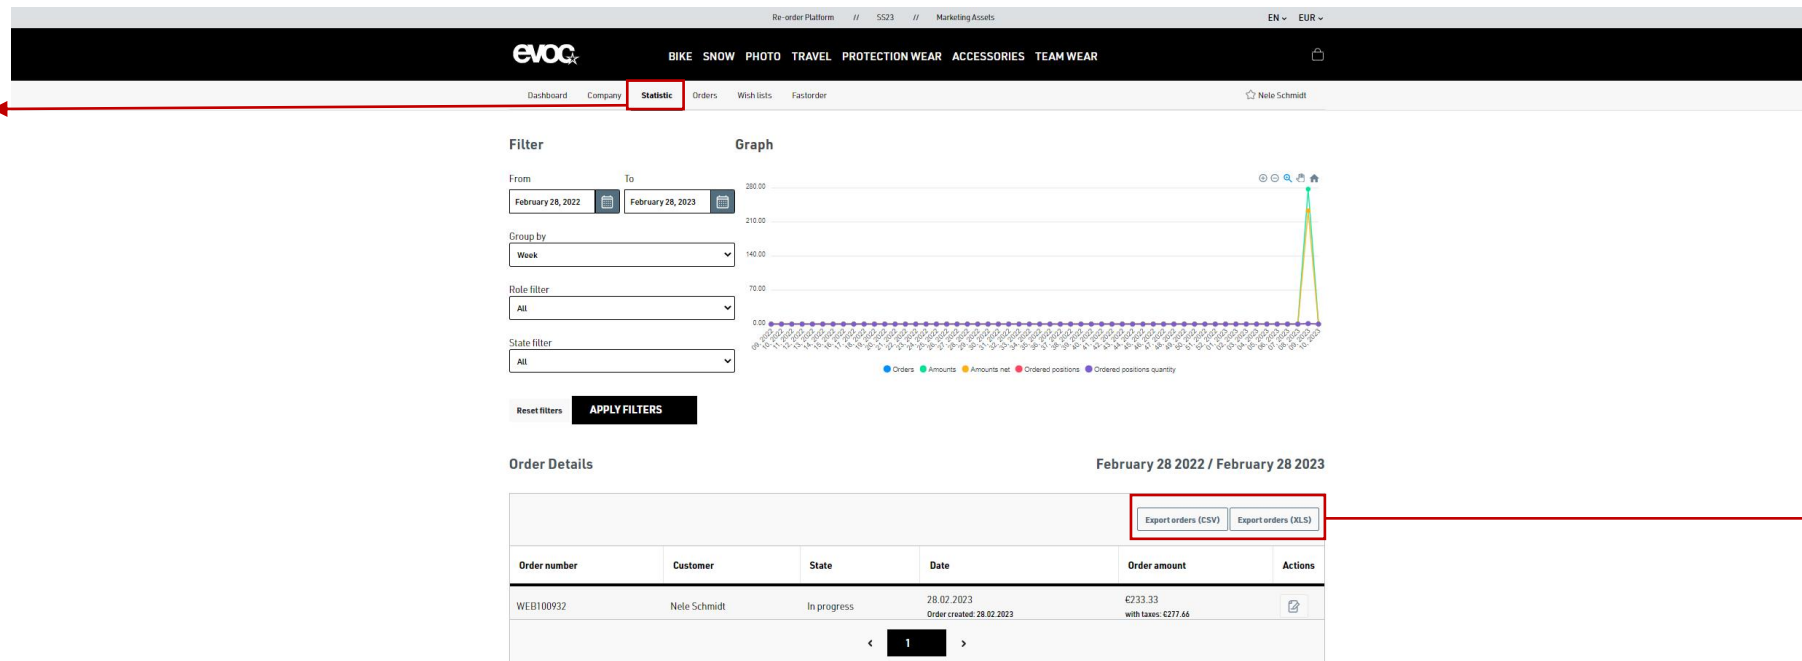 Re-order Platform // SS23 // Marketing Assets EN EUR
evoc BIKE SNOW PHOTO TRAVEL PROTECTION WEAR ACCESSORIES TEAM WEAR
Dashboard Company Statistic Orders Wish lists Fastorder Nele Schmidt
Filter Graph
From To
February 28, 2022 February 28, 2023
Group by
Week
Role filter
All
State filter
All
Reset filters APPLY FILTERS
280.00
210.00
140.00
70.00
0.00
Orders Amounts Amounts net Ordered positions Ordered positions quantity
Order Details February 28 2022 / February 28 2023
Export orders (CSV) Export orders (XLS)
Order number Customer State Date Order amount Actions
WEB100932 Nele Schmidt In progress 28.02.2023 €233.33
Order created: 28.02.2023 with taxes: €277.66
‹ 1 ›